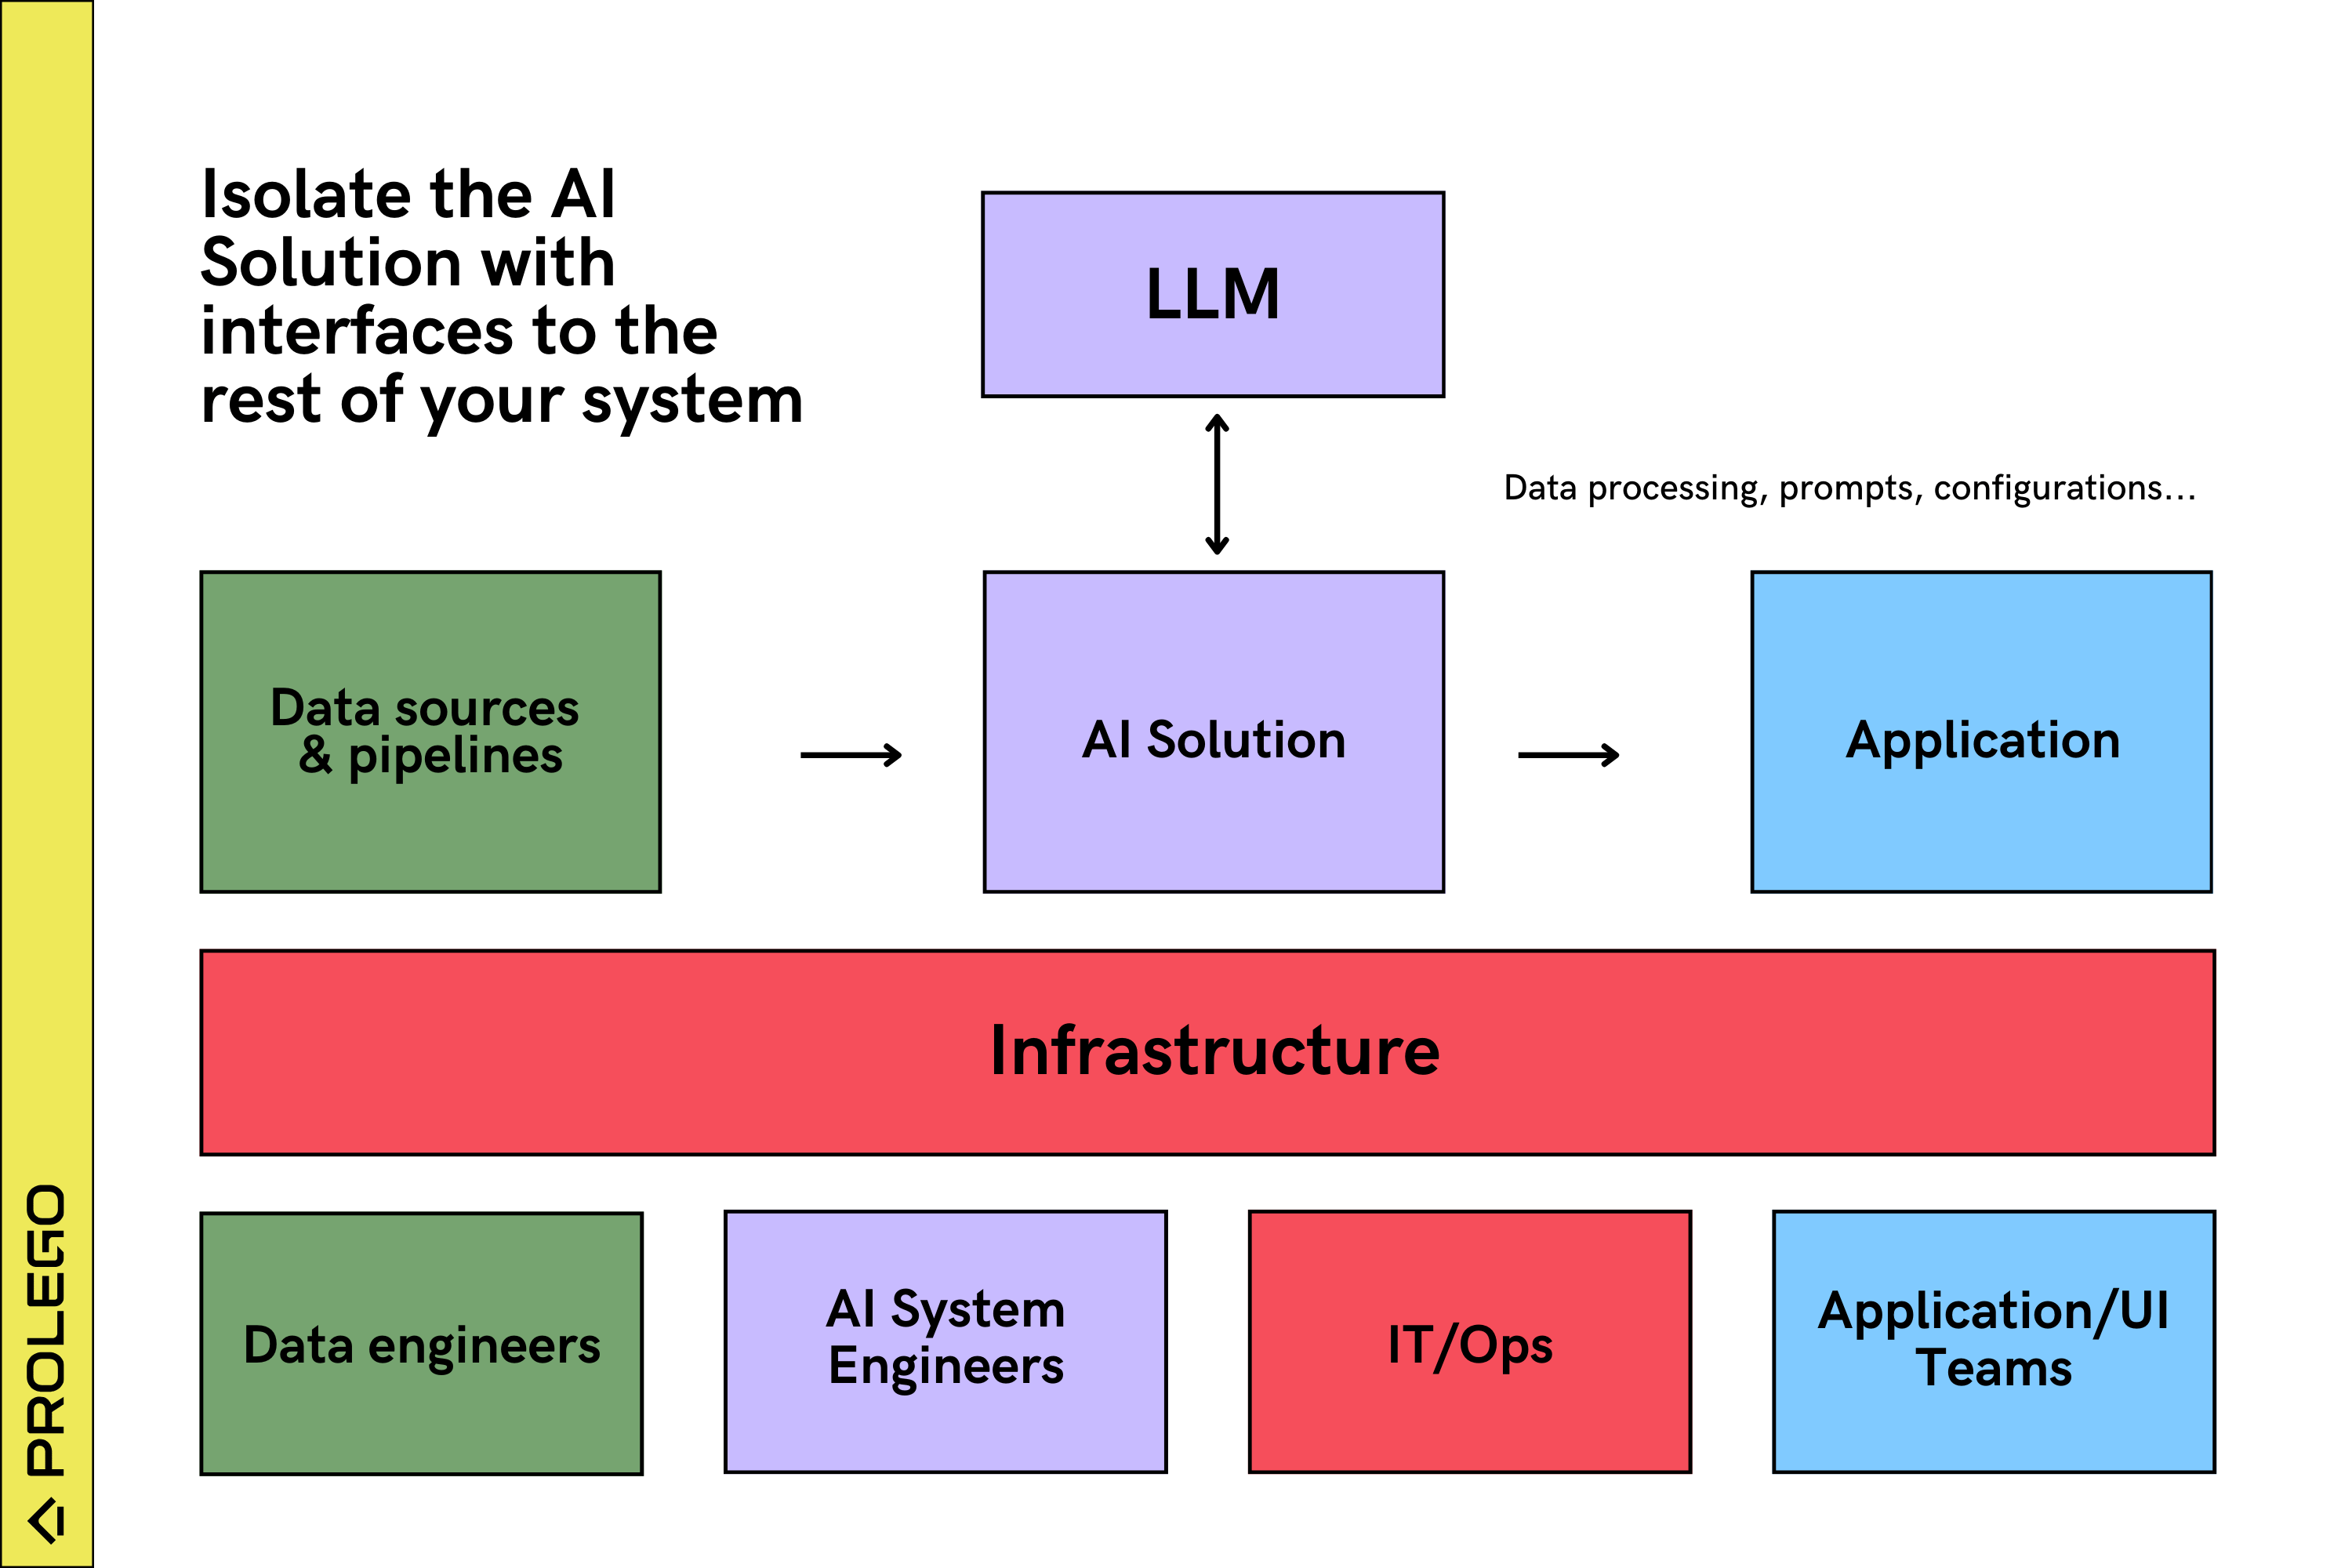 Isolate the AI
Solution with
interfaces to the
rest of your system
LLM
Data processing, prompts, configurations...
Data sources
& pipelines
AI Solution
Application
Infrastructure
Data engineers
AI System
Engineers
IT/Ops
Application/UI
Teams
PROLEGO